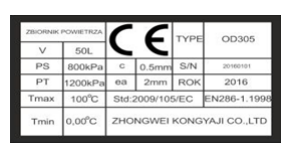 ZBIORNIK POWIETRZA CE TYPE OD305
V 50L
PS 800kPa c 0.5mm S/N 20160101
PT 1200kPa ea 2mm ROK 2016
Tmax 100°C Std:2009/105/EC EN286-1.1998
Tmin 0,00°C ZHONGWEI KONGYAJI CO.,LTD